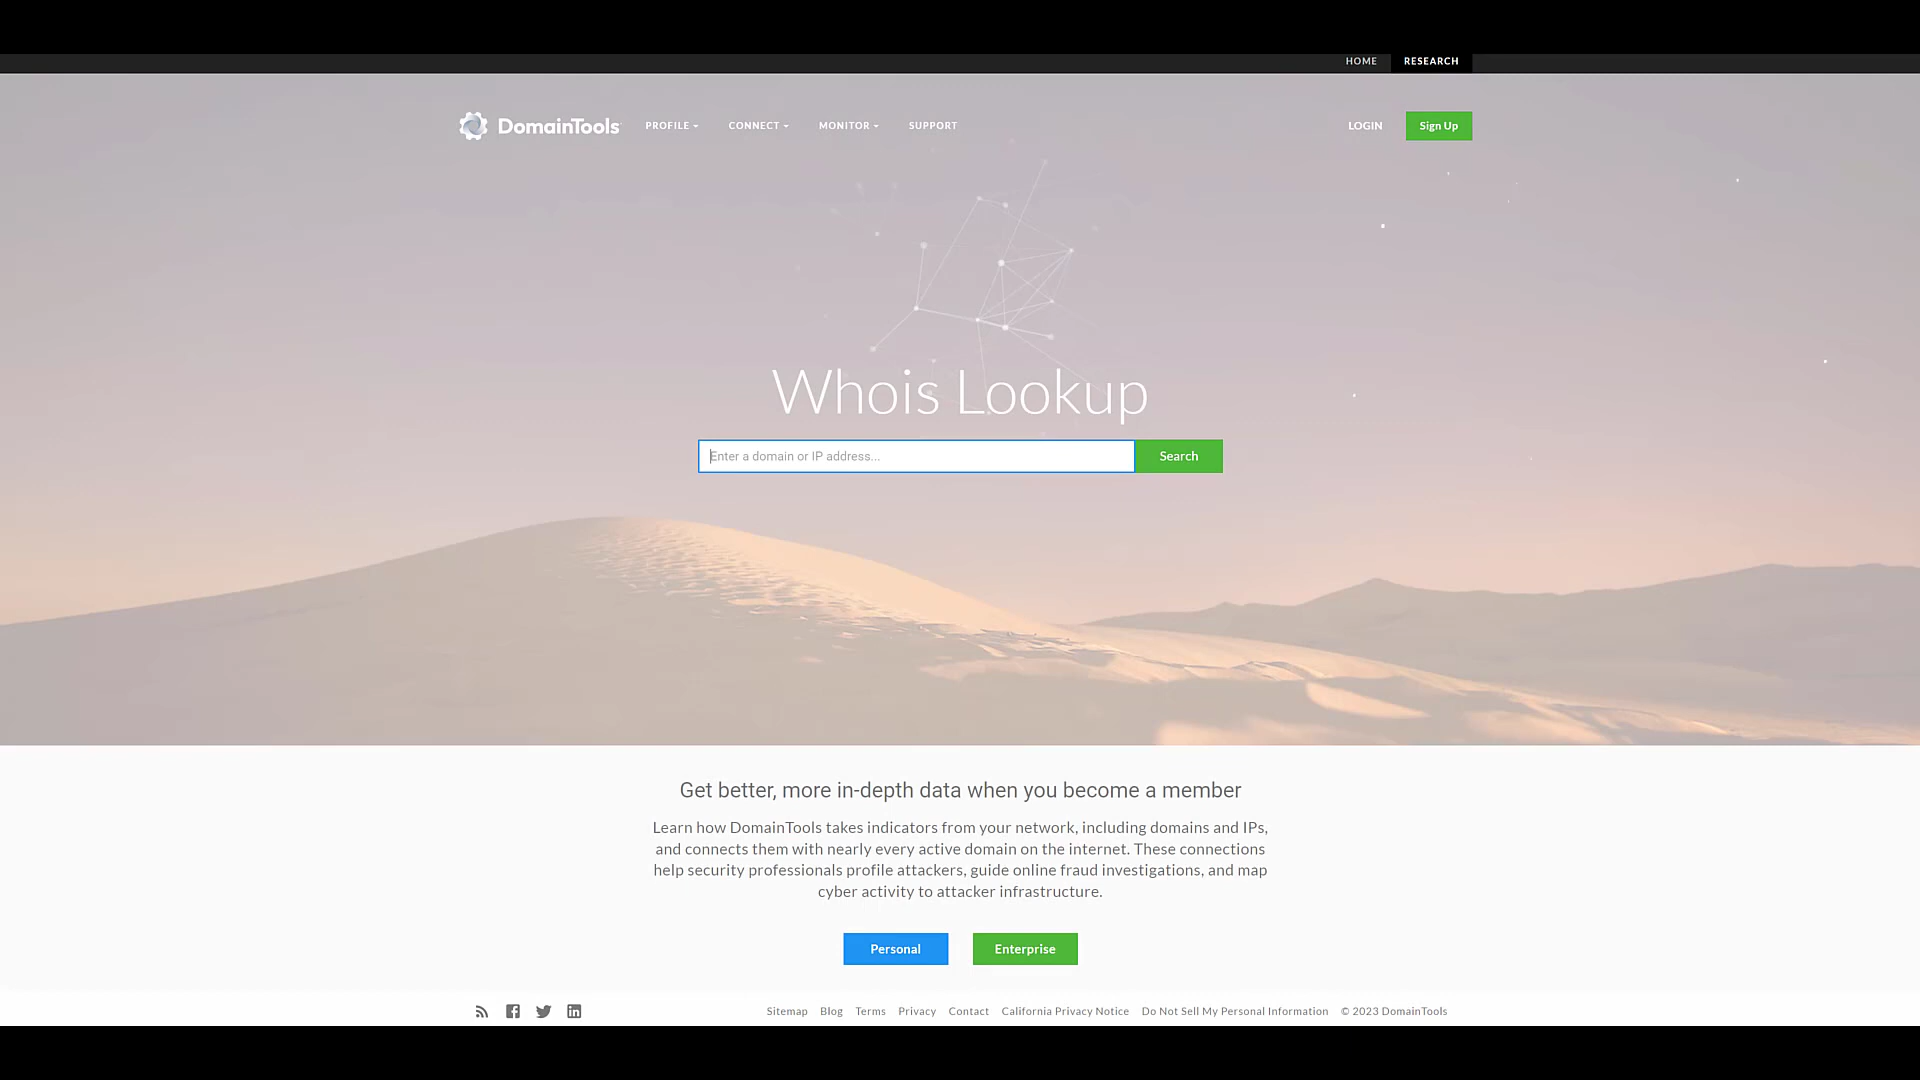 HOME RESEARCH
DomainTools PROFILE CONNECT MONITOR SUPPORT LOGIN Sign Up
Whois Lookup
Enter a domain or IP address... Search
Get better, more in-depth data when you become a member
Learn how DomainTools takes indicators from your network, including domains and IPs,
and connects them with nearly every active domain on the internet. These connections
help security professionals profile attackers, guide online fraud investigations, and map
cyber activity to attacker infrastructure.
Personal Enterprise
Sitemap Blog Terms Privacy Contact California Privacy Notice Do Not Sell My Personal Information © 2023 DomainTools